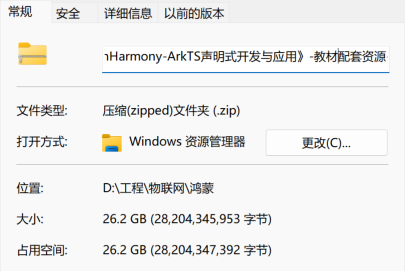 常规 安全 详细信息 以前的版本
nHarmony-ArkTS声明式开发与应用》-教材配套资源
文件类型: 压缩(zipped)文件夹 (.zip)
打开方式: Windows 资源管理器 更改(C)...
位置: D:\工程\物联网\鸿蒙
大小: 26.2 GB (28,204,345,953 字节)
占用空间: 26.2 GB (28,204,347,392 字节)